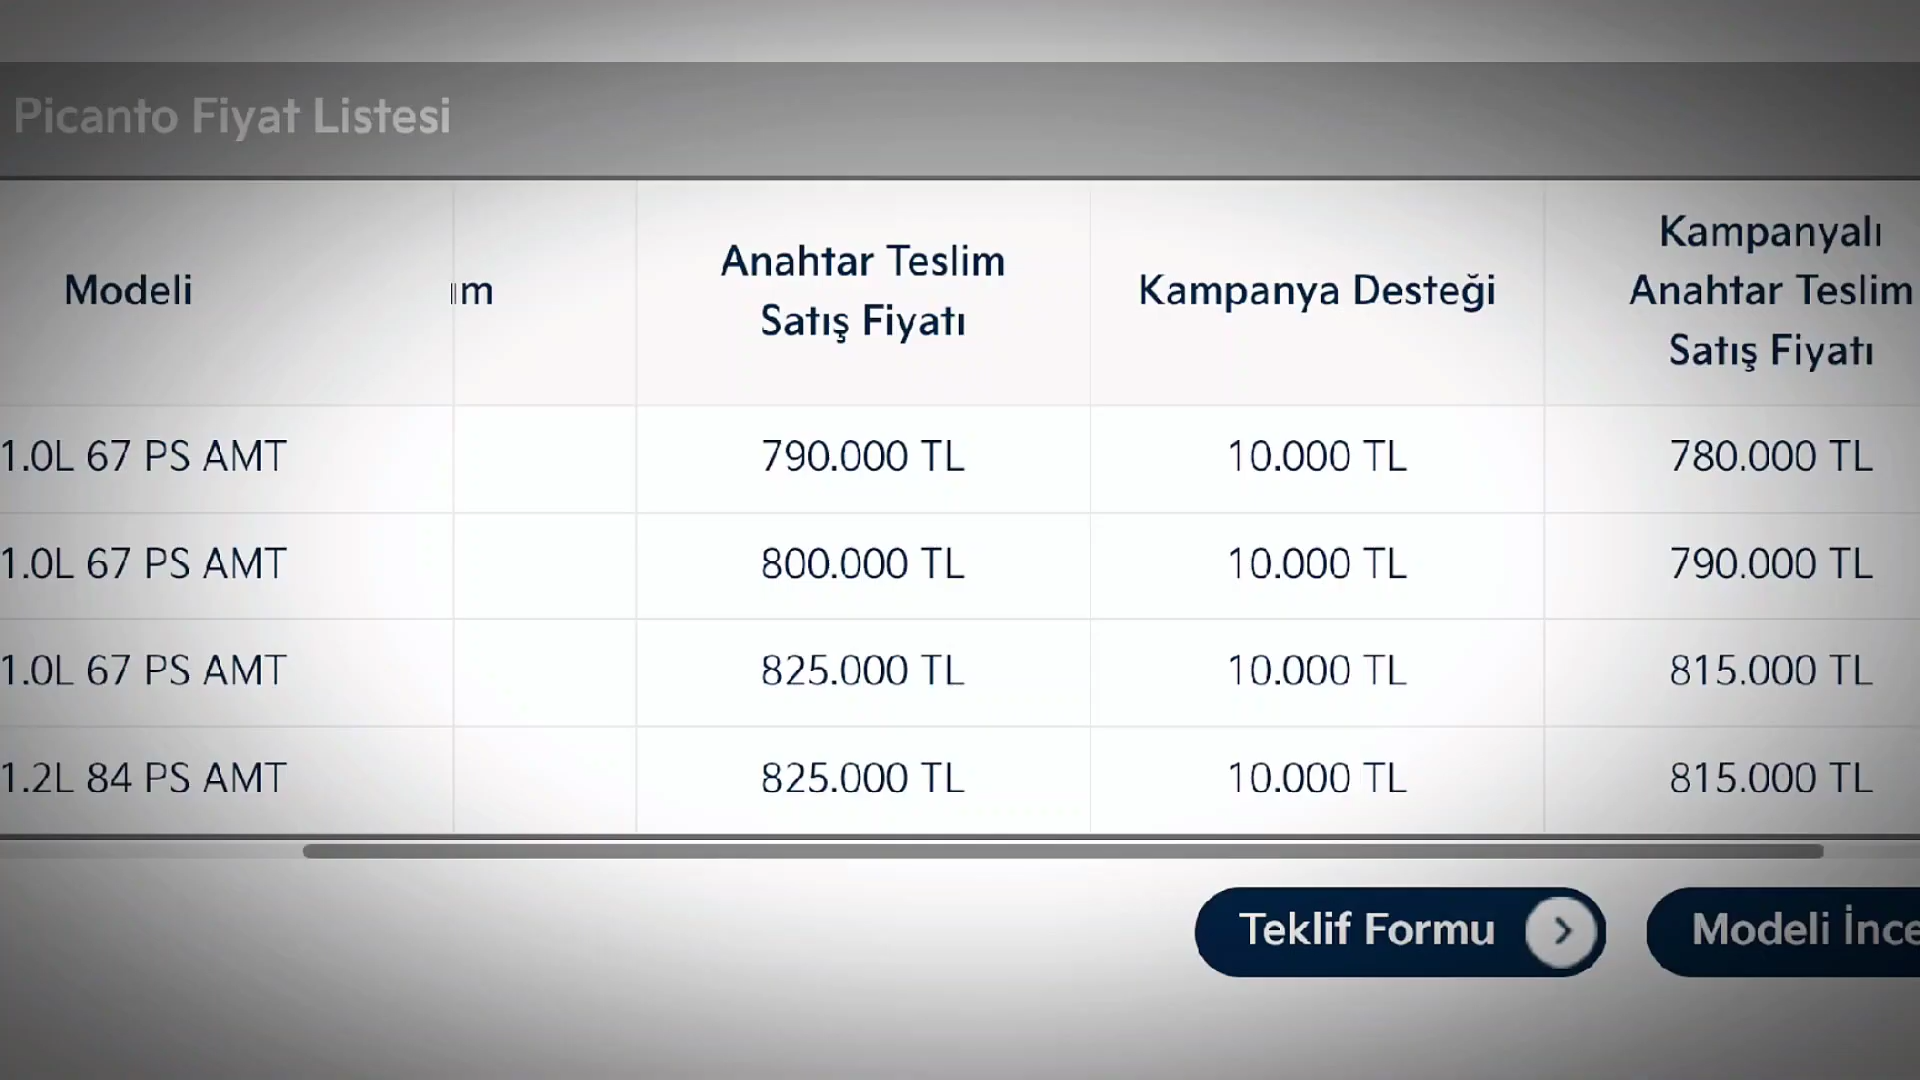 Picanto Fiyat Listesi
Modeli
Anahtar Teslim
Satış Fiyatı
Kampanya Desteği
Kampanyalı
Anahtar Teslim
Satış Fiyatı
1.0L 67 PS AMT 790.000 TL 10.000 TL 780.000 TL
1.0L 67 PS AMT 800.000 TL 10.000 TL 790.000 TL
1.0L 67 PS AMT 825.000 TL 10.000 TL 815.000 TL
1.2L 84 PS AMT 825.000 TL 10.000 TL 815.000 TL
Teklif Formu
Modeli İnce